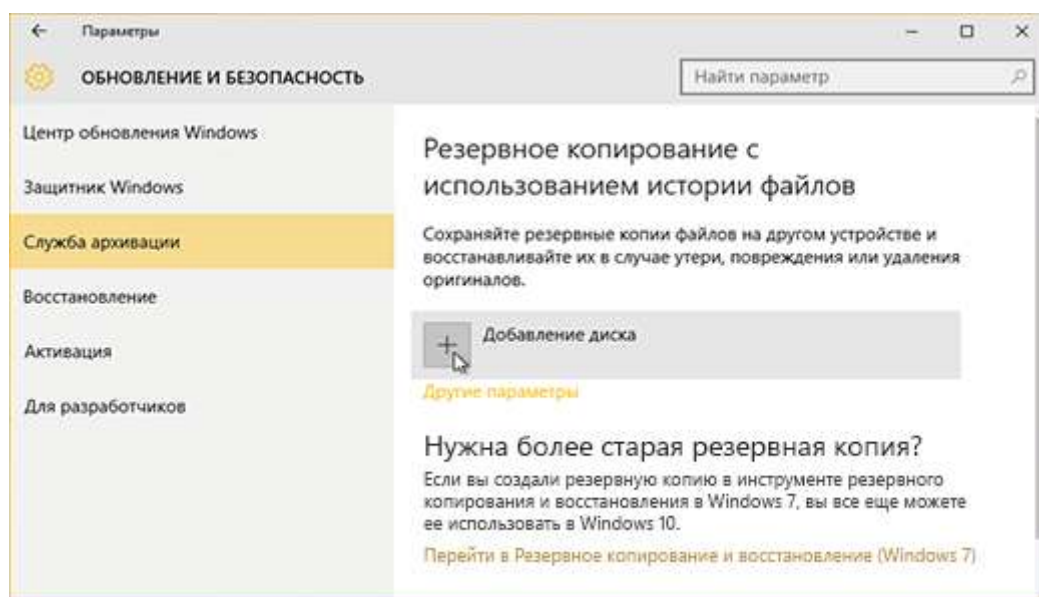 Параметры
ОБНОВЛЕНИЕ И БЕЗОПАСНОСТЬ
Найти параметр
Центр обновления Windows
Защитник Windows
Служба архивации
Восстановление
Активация
Для разработчиков
Резервное копирование с
использованием истории файлов
Сохраняйте резервные копии файлов на другом устройстве и
восстанавливайте их в случае утери, повреждения или удаления
оригиналов.
Добавление диска
Другие параметры
Нужна более старая резервная копия?
Если вы создали резервную копию в инструменте резервного
копирования и восстановления в Windows 7, вы все еще можете
ее использовать в Windows 10.
Перейти в Резервное копирование и восстановление (Windows 7)